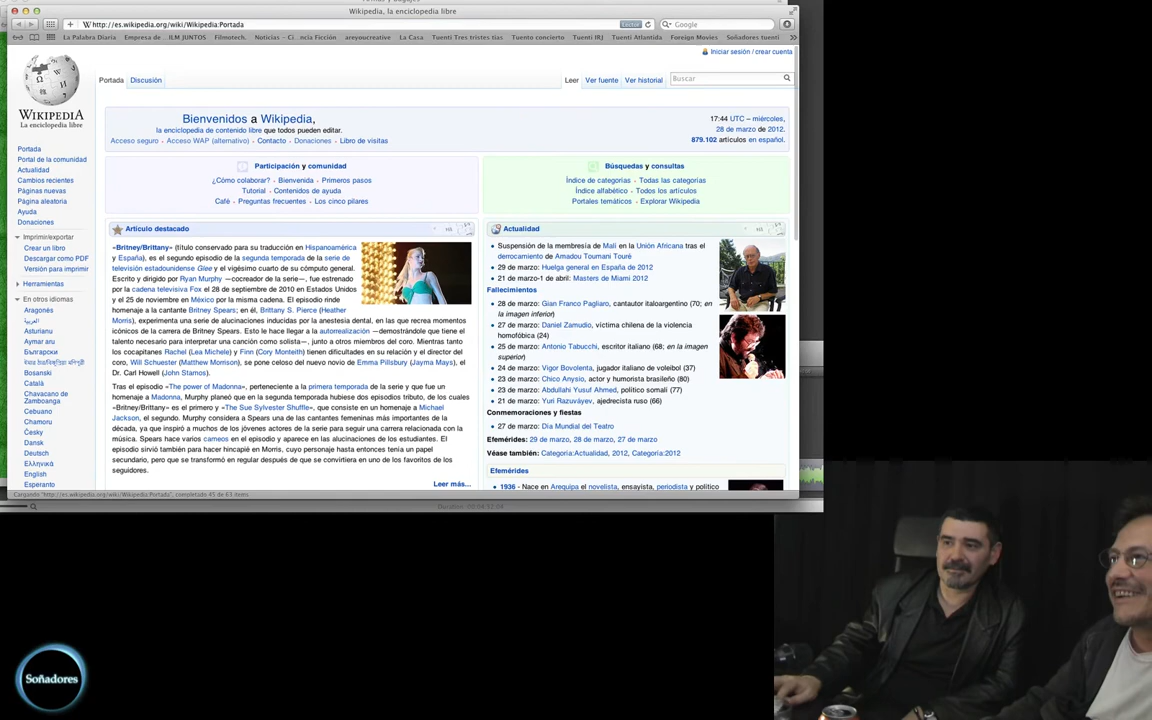 Wikipedia, la enciclopedia libre
http://es.wikipedia.org/wiki/Wikipedia:Portada
Lector
Google
La Palabra Diaria
Empresa de ...ILM JUNTOS
Filmotech.
Noticias – Ci...ncia Ficción
areyoucreative
La Casa
Tuenti Tres tristes tias
Tuento concierto
Tuenti IRJ
Tuenti Atlantida
Foreign Movies
Soñadores tuenti
Iniciar sesión / crear cuenta
Portada
Discusión
Leer
Ver fuente
Ver historial
Buscar
WIKIPEDIA
La enciclopedia libre
Portada
Portal de la comunidad
Actualidad
Cambios recientes
Páginas nuevas
Página aleatoria
Ayuda
Donaciones
Imprimir/exportar
Crear un libro
Descargar como PDF
Versión para imprimir
Herramientas
En otros idiomas
Aragonés
العربية
Asturianu
Aymar aru
Български
Bosanski
Català
Chavacano de
Zamboanga
Cebuano
Chamoru
Česky
Dansk
Deutsch
Ελληνικά
English
Esperanto
Bienvenidos a Wikipedia,
la enciclopedia de contenido libre que todos pueden editar.
Acceso seguro · Acceso WAP (alternativo) · Contacto · Donaciones · Libro de visitas
17:44 UTC – miércoles,
28 de marzo de 2012.
879.102 artículos en español.
Participación y comunidad
¿Cómo colaborar? · Bienvenida · Primeros pasos
Tutorial · Contenidos de ayuda
Café · Preguntas frecuentes · Los cinco pilares
Búsquedas y consultas
Índice de categorías · Todas las categorías
Índice alfabético · Todos los artículos
Portales temáticos · Explorar Wikipedia
Artículo destacado
«Britney/Brittany» (título conservado para su traducción en Hispanoamérica
y España), es el segundo episodio de la segunda temporada de la serie de
televisión estadounidense Glee y el vigésimo cuarto de su cómputo general.
Escrito y dirigido por Ryan Murphy —cocreador de la serie—, fue estrenado
por la cadena televisiva Fox el 28 de septiembre de 2010 en Estados Unidos
y el 25 de noviembre en México por la misma cadena. El episodio rinde
homenaje a la cantante Britney Spears; en él, Brittany S. Pierce (Heather
Morris), experimenta una serie de alucinaciones inducidas por la anestesia dental, en las que recrea momentos
icónicos de la carrera de Britney Spears. Esto le hace llegar a la autorrealización —demostrándole que tiene el
talento necesario para interpretar una canción como solista—, junto a otros miembros del coro. Mientras tanto
los cocapitanes Rachel (Lea Michele) y Finn (Cory Monteith) tienen dificultades en su relación y el director del
coro, Will Schuester (Matthew Morrison), se pone celoso del nuevo novio de Emma Pillsbury (Jayma Mays), el
Dr. Carl Howell (John Stamos).
Tras el episodio «The power of Madonna», perteneciente a la primera temporada de la serie y que fue un
homenaje a Madonna, Murphy planeó que en la segunda temporada hubiese dos episodios tributo, de los cuales
«Britney/Brittany» es el primero y «The Sue Sylvester Shuffle», que consiste en un homenaje a Michael
Jackson, el segundo. Murphy considera a Spears una de las cantantes femeninas más importantes de la
década, ya que inspiró a muchos de los jóvenes actores de la serie para seguir una carrera relacionada con la
música. Spears hace varios cameos en el episodio y aparece en las alucinaciones de los estudiantes. El
episodio sirvió también para hacer hincapié en Morris, cuyo personaje hasta entonces tenía un papel
secundario, pero que se transformó en regular después de que se convirtiera en uno de los favoritos de los
seguidores.
Leer más...
Actualidad
Suspensión de la membresía de Malí en la Unión Africana tras el
derrocamiento de Amadou Toumani Touré
29 de marzo: Huelga general en España de 2012
21 de marzo-1 de abril: Masters de Miami 2012
Fallecimientos
28 de marzo: Gian Franco Pagliaro, cantautor italoargentino (70; en
la imagen inferior)
27 de marzo: Daniel Zamudio, víctima chilena de la violencia
homofóbica (24)
25 de marzo: Antonio Tabucchi, escritor italiano (68; en la imagen
superior)
24 de marzo: Vigor Bovolenta, jugador italiano de voleibol (37)
23 de marzo: Chico Anysio, actor y humorista brasileño (80)
23 de marzo: Abdullahi Yusuf Ahmed, político somalí (77)
21 de marzo: Yuri Razuváyev, ajedrecista ruso (66)
Conmemoraciones y fiestas
27 de marzo: Día Mundial del Teatro
Efemérides: 29 de marzo, 28 de marzo, 27 de marzo
Véase también: Categoría:Actualidad, 2012, Categoría:2012
Efemérides
1936 - Nace en Arequipa el novelista, ensayista, periodista y político
Cargando "http://es.wikipedia.org/wiki/Wikipedia:Portada", completado 45 de 63 ítems
Soñadores